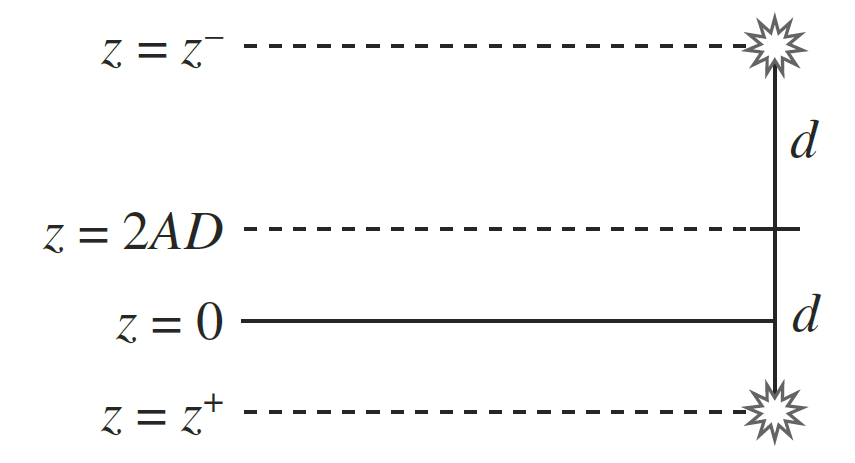 z = z⁻
d
z = 2AD
z = 0
d
z = z⁺